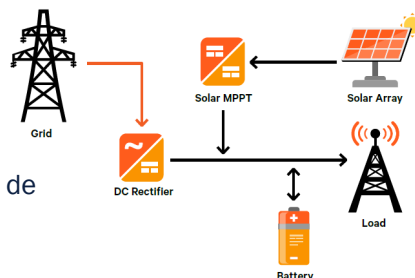 Solar MPPT
Solar Array
Grid
de
DC Rectifier
Load
Battery